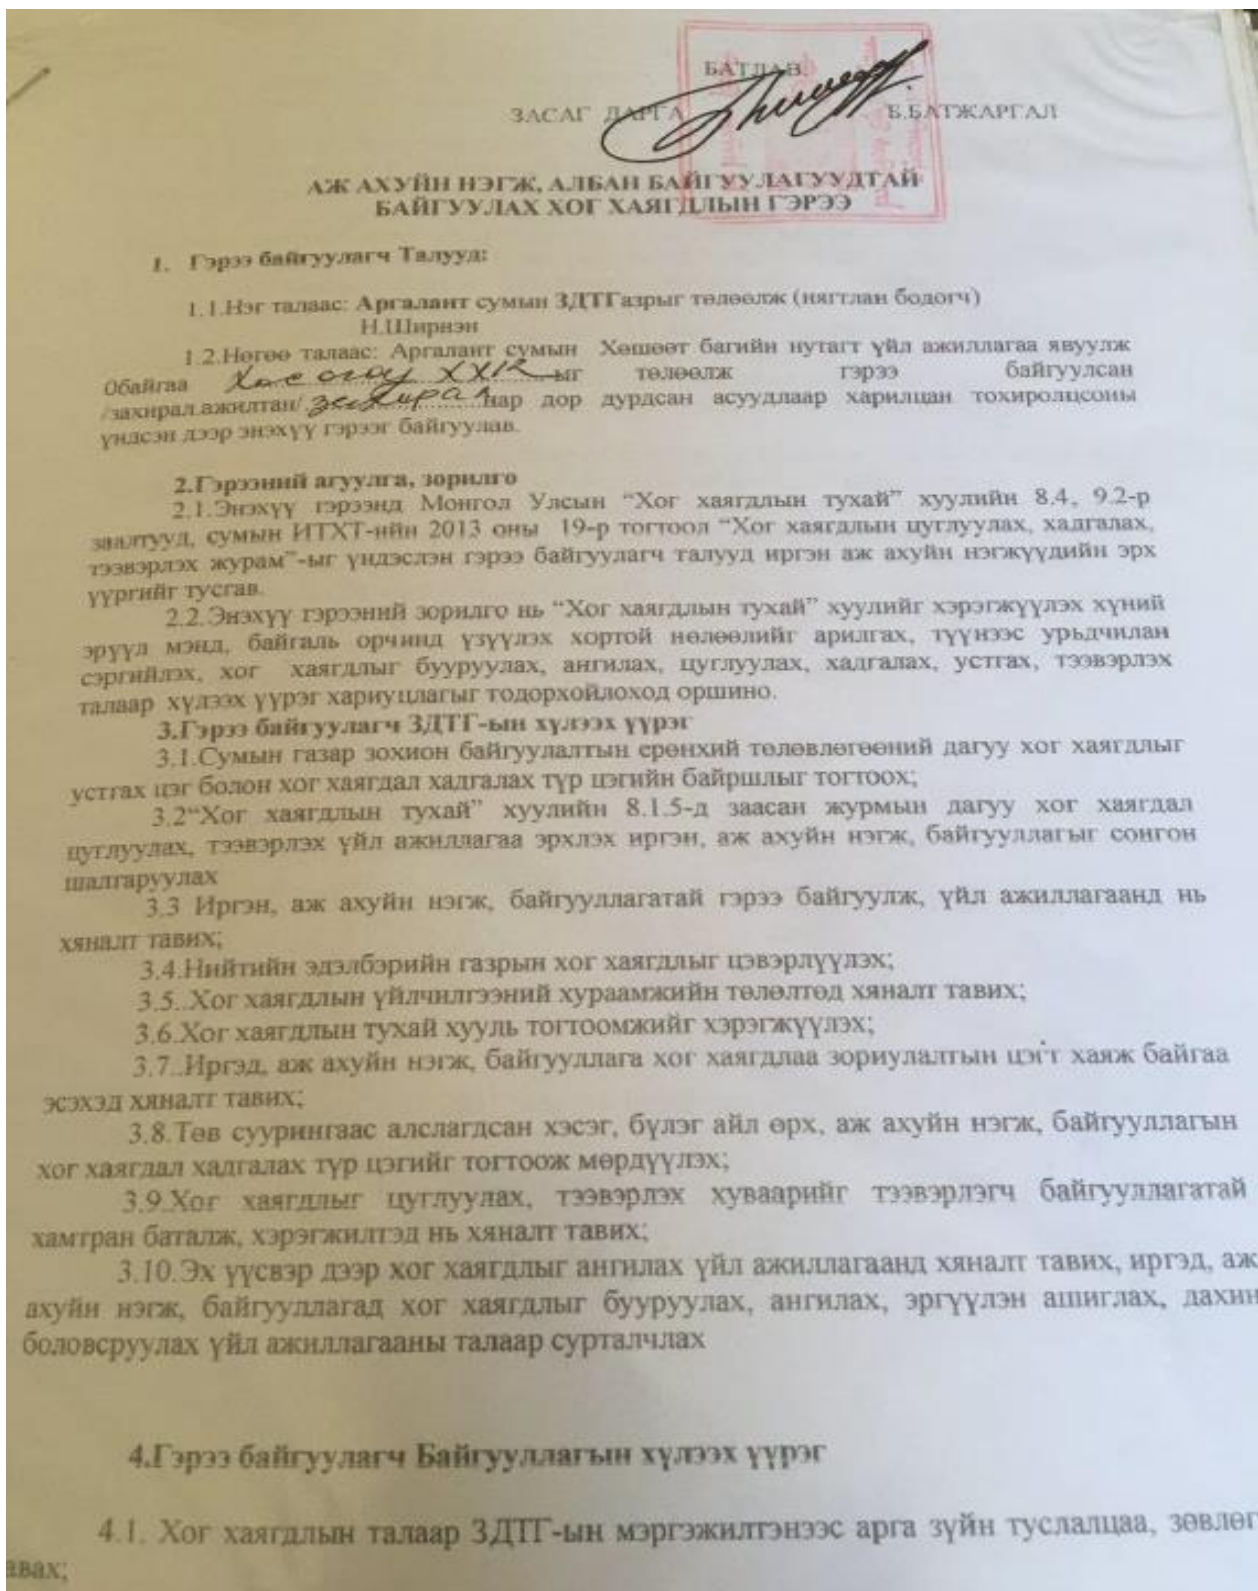 БАТЛАВ.
ЗАСАГ ДАРГА Б.БАТЖАРГАЛ
АЖ АХУЙН НЭГЖ, АЛБАН БАЙГУУЛАГУУДТАЙ
БАЙГУУЛАХ ХОГ ХАЯГДЛЫН ГЭРЭЭ
1. Гэрээ байгуулагч Талууд:
1.1.Нэг талаас: Аргалант сумын ЗДТГазрыг төлөөлж (нягтлан бодогч)
Н.Ширнэн
1.2.Нөгөө талаас: Аргалант сумын Хөшөөт багийн нутагт үйл ажиллагаа явуулж
0байгаа ХХК ыг төлөөлж гэрээ байгуулсан
/захирал.ажилтан/ захирал нар дор дурдсан асуудлаар харилцан тохиролцсоны
үндсэн дээр энэхүү гэрээг байгуулав.
2.Гэрээний агуулга, зорилго
2.1.Энэхүү гэрээнд Монгол Улсын “Хог хаягдлын тухай” хуулийн 8.4, 9.2-р
заалтууд, сумын ИТХТ-ийн 2013 оны 19-р тогтоол “Хог хаягдлын цуглуулах, хадгалах,
тээвэрлэх журам”-ыг үндэслэн гэрээ байгуулагч талууд иргэн аж ахуйн нэгжүүдийн эрх
үүргийг тусгав.
2.2.Энэхүү гэрээний зорилго нь “Хог хаягдлын тухай” хуулийг хэрэгжүүлэх хүний
эрүүл мэнд, байгаль орчинд үзүүлэх хортой нөлөөлийг арилгах, түүнээс урьдчилан
сэргийлэх, хог хаягдлыг бууруулах, ангилах, цуглуулах, хадгалах, устгах, тээвэрлэх
талаар хүлээх үүрэг хариуцлагыг тодорхойлоход оршино.
3.Гэрээ байгуулагч ЗДТГ-ын хүлээх үүрэг
3.1.Сумын газар зохион байгуулалтын ерөнхий төлөвлөгөөний дагуу хог хаягдлыг
устгах цэг болон хог хаягдал хадгалах түр цэгийн байршлыг тогтоох;
3.2“Хог хаягдлын тухай” хуулийн 8.1.5-д заасан журмын дагуу хог хаягдал
цуглуулах, тээвэрлэх үйл ажиллагаа эрхлэх иргэн, аж ахуйн нэгж, байгууллагыг сонгон
шалгаруулах
3.3 Иргэн, аж ахуйн нэгж, байгууллагатай гэрээ байгуулж, үйл ажиллагаанд нь
хяналт тавих;
3.4.Нийтийн эдэлбэрийн газрын хог хаягдлыг цэвэрлүүлэх;
3.5..Хог хаягдлын үйлчилгээний хураамжийн төлөлтөд хяналт тавих;
3.6.Хог хаягдлын тухай хууль тогтоомжийг хэрэгжүүлэх;
3.7..Иргэд, аж ахуйн нэгж, байгууллага хог хаягдлаа зориулалтын цэгт хаяж байгаа
эсэхэд хяналт тавих;
3.8.Төв суурингаас алслагдсан хэсэг, бүлэг айл өрх, аж ахуйн нэгж, байгууллагын
хог хаягдал хадгалах түр цэгийг тогтоож мөрдүүлэх;
3.9.Хог хаягдлыг цуглуулах, тээвэрлэх хуваарийг тээвэрлэгч байгууллагатай
хамтран баталж, хэрэгжилтэд нь хяналт тавих;
3.10.Эх үүсвэр дээр хог хаягдлыг ангилах үйл ажиллагаанд хяналт тавих, иргэд, аж
ахуйн нэгж, байгууллагад хог хаягдлыг бууруулах, ангилах, эргүүлэн ашиглах, дахин
боловсруулах үйл ажиллагааны талаар сурталчлах
4.Гэрээ байгуулагч Байгууллагын хүлээх үүрэг
4.1. Хог хаягдлын талаар ЗДТГ-ын мэргэжилтэнээс арга зүйн туслалцаа, зөвлөг
авах;